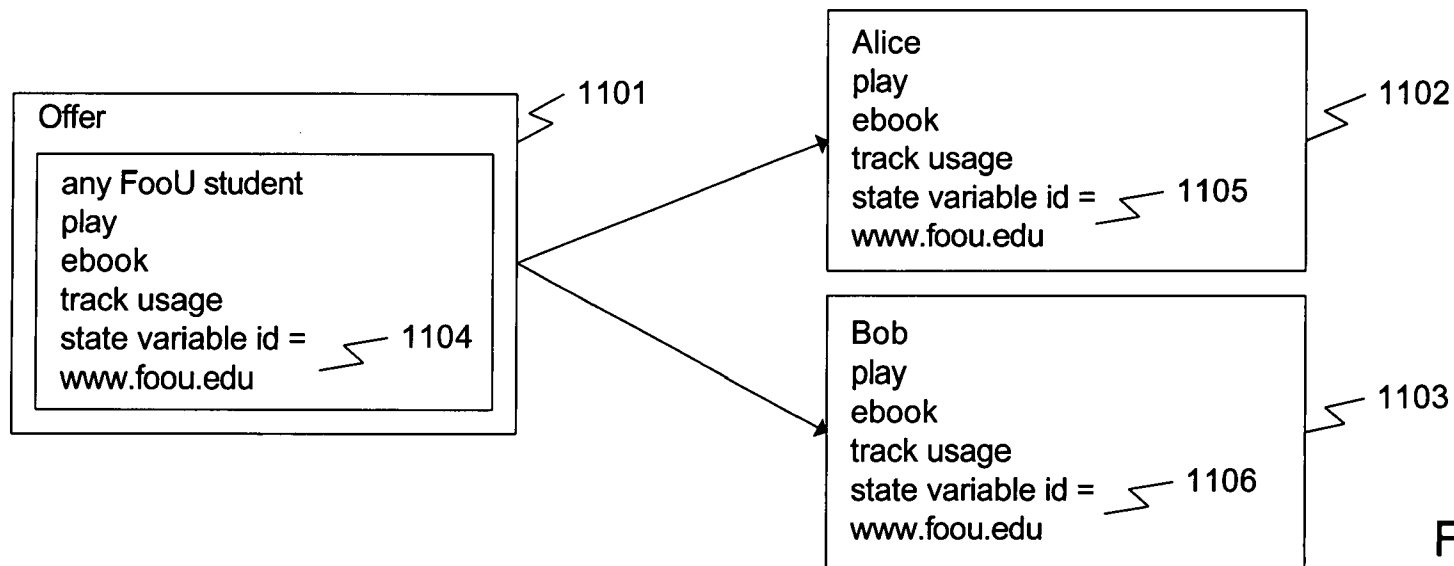 Offer
1101
any FooU student
play
ebook
track usage
state variable id =
1104
www.foou.edu
Alice
play
ebook
track usage
state variable id =
1105
www.foou.edu
1102
Bob
play
ebook
track usage
state variable id =
1106
www.foou.edu
1103
F